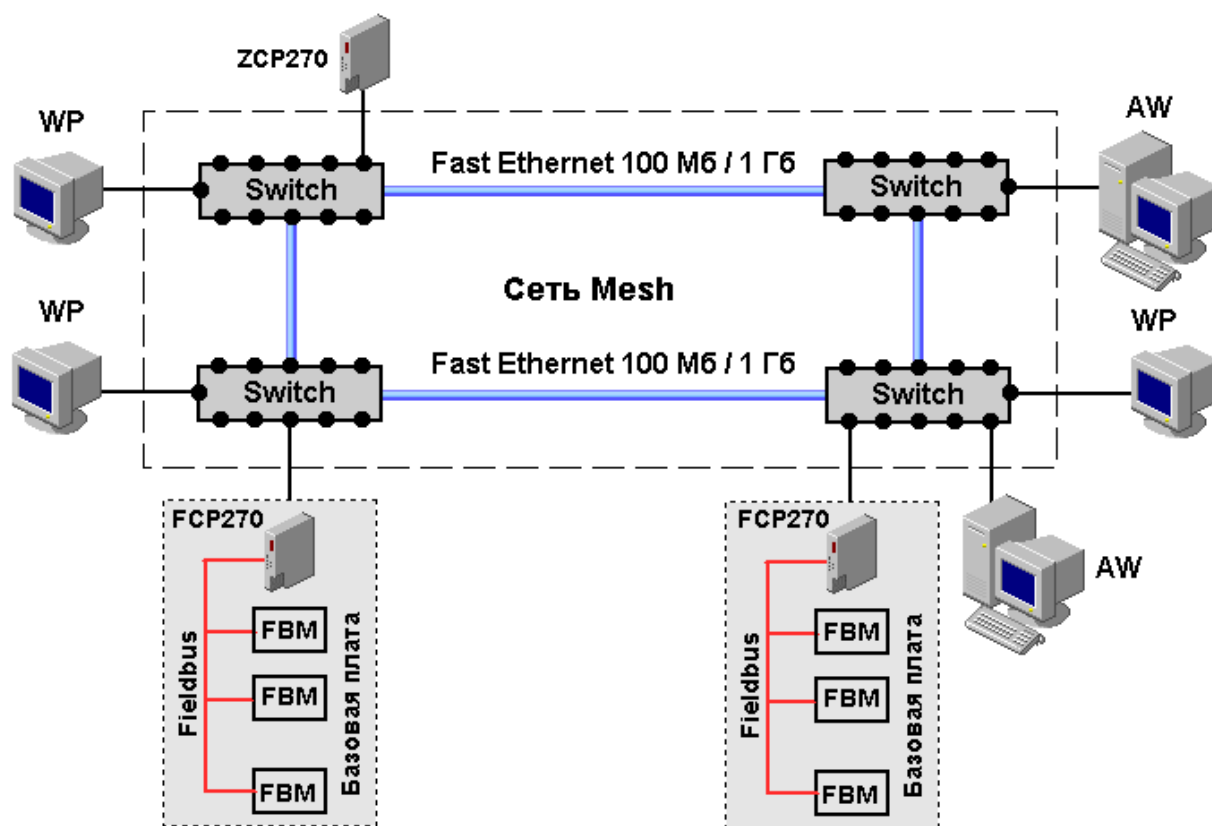 ZCP270
WP
AW
Fast Ethernet 100 Мб / 1 Гб
Switch
Switch
Сеть Mesh
WP
WP
Fast Ethernet 100 Мб / 1 Гб
Switch
Switch
FCP270
FCP270
AW
Fieldbus
FBM
FBM
FBM
Базовая плата
Fieldbus
FBM
FBM
FBM
Базовая плата